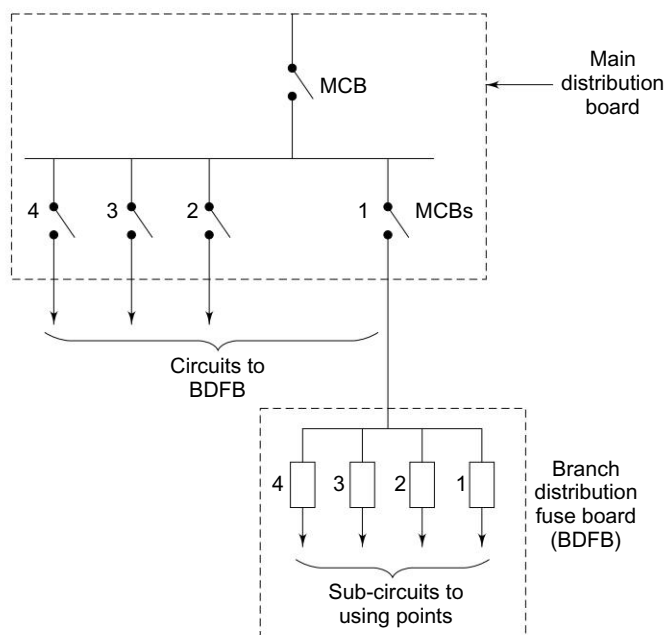 MCB
Main
distribution
board
4
3
2
1
MCBs
Circuits to
BDFB
4
3
2
1
Branch
distribution
fuse board
(BDFB)
Sub-circuits to
using points